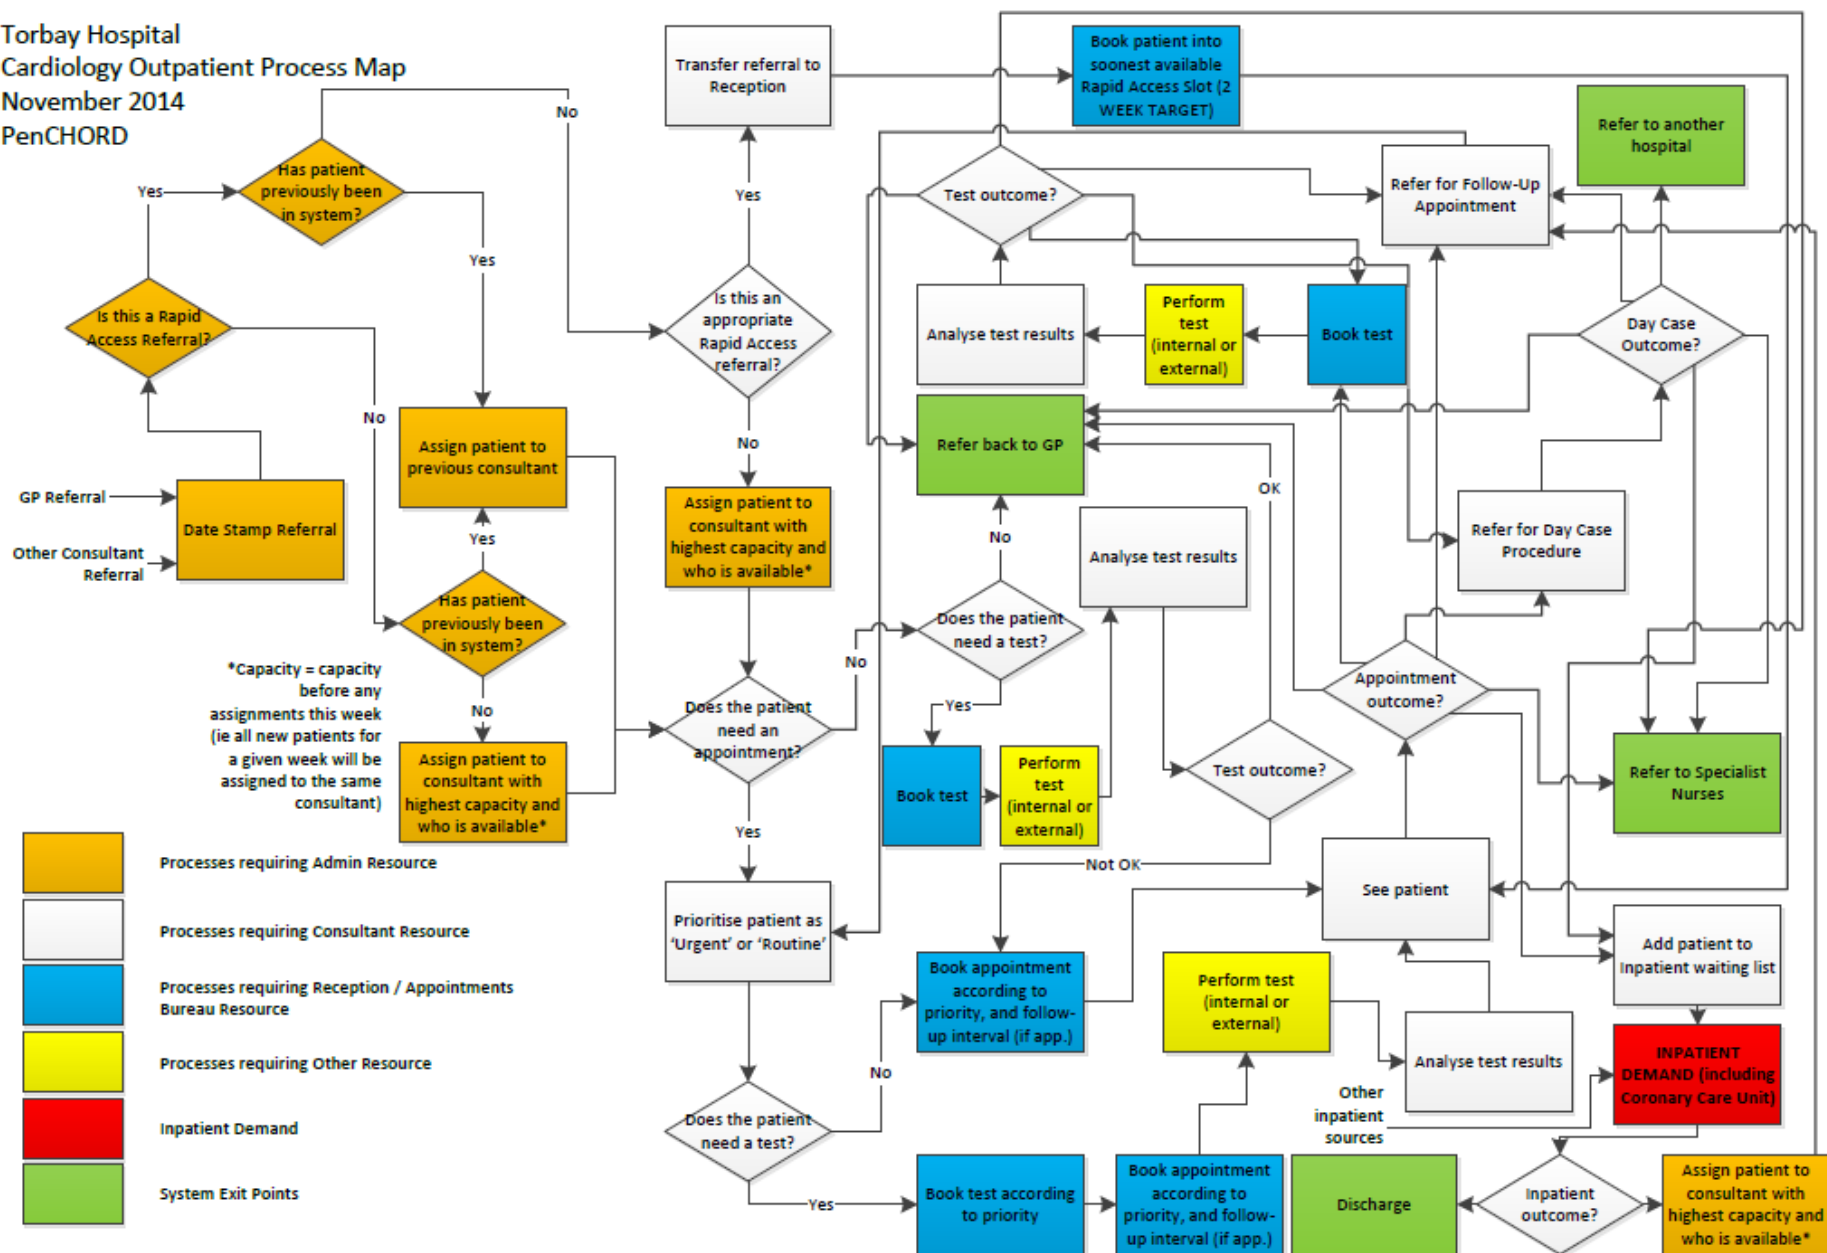 Torbay Hospital
Cardiology Outpatient Process Map
November 2014
PenCHORD
No
Has patient
previously been
in system?
Yes
Yes
Is this a Rapid
Access Referral?
No
Assign patient to
previous consultant
GP Referral
Date Stamp Referral
Other Consultant
Referral
Yes
Has patient
previously been
in system?
No
*Capacity = capacity
before any
assignments this week
(ie all new patients for
a given week will be
assigned to the same
consultant)
Assign patient to
consultant with
highest capacity and
who is available*
Processes requiring Admin Resource
Processes requiring Consultant Resource
Processes requiring Reception / Appointments
Bureau Resource
Processes requiring Other Resource
Inpatient Demand
System Exit Points
Transfer referral to
Reception
Yes
Is this an
appropriate
Rapid Access
referral?
No
Assign patient to
consultant with
highest capacity and
who is available*
Does the patient
need an
appointment?
No
Yes
Prioritise patient as
‘Urgent’ or ‘Routine’
Does the patient
need a test?
No
Yes
Book patient into
soonest available
Rapid Access Slot (2
WEEK TARGET)
Test outcome?
Refer for Follow-Up
Appointment
Refer to another
hospital
Analyse test results
Perform
test
(internal or
external)
Book test
Day Case
Outcome?
Refer back to GP
OK
No
Analyse test results
Refer for Day Case
Procedure
Does the patient
need a test?
Yes
Book test
Perform
test
(internal or
external)
Test outcome?
Not OK
Appointment
outcome?
Refer to Specialist
Nurses
See patient
Add patient to
Inpatient waiting list
Book appointment
according to
priority, and follow-
up interval (if app.)
Perform test
(internal or
external)
Analyse test results
Other
inpatient
sources
INPATIENT
DEMAND (including
Coronary Care Unit)
Book test according
to priority
Book appointment
according to
priority, and follow-
up interval (if app.)
Discharge
Inpatient
outcome?
Assign patient to
consultant with
highest capacity and
who is available*